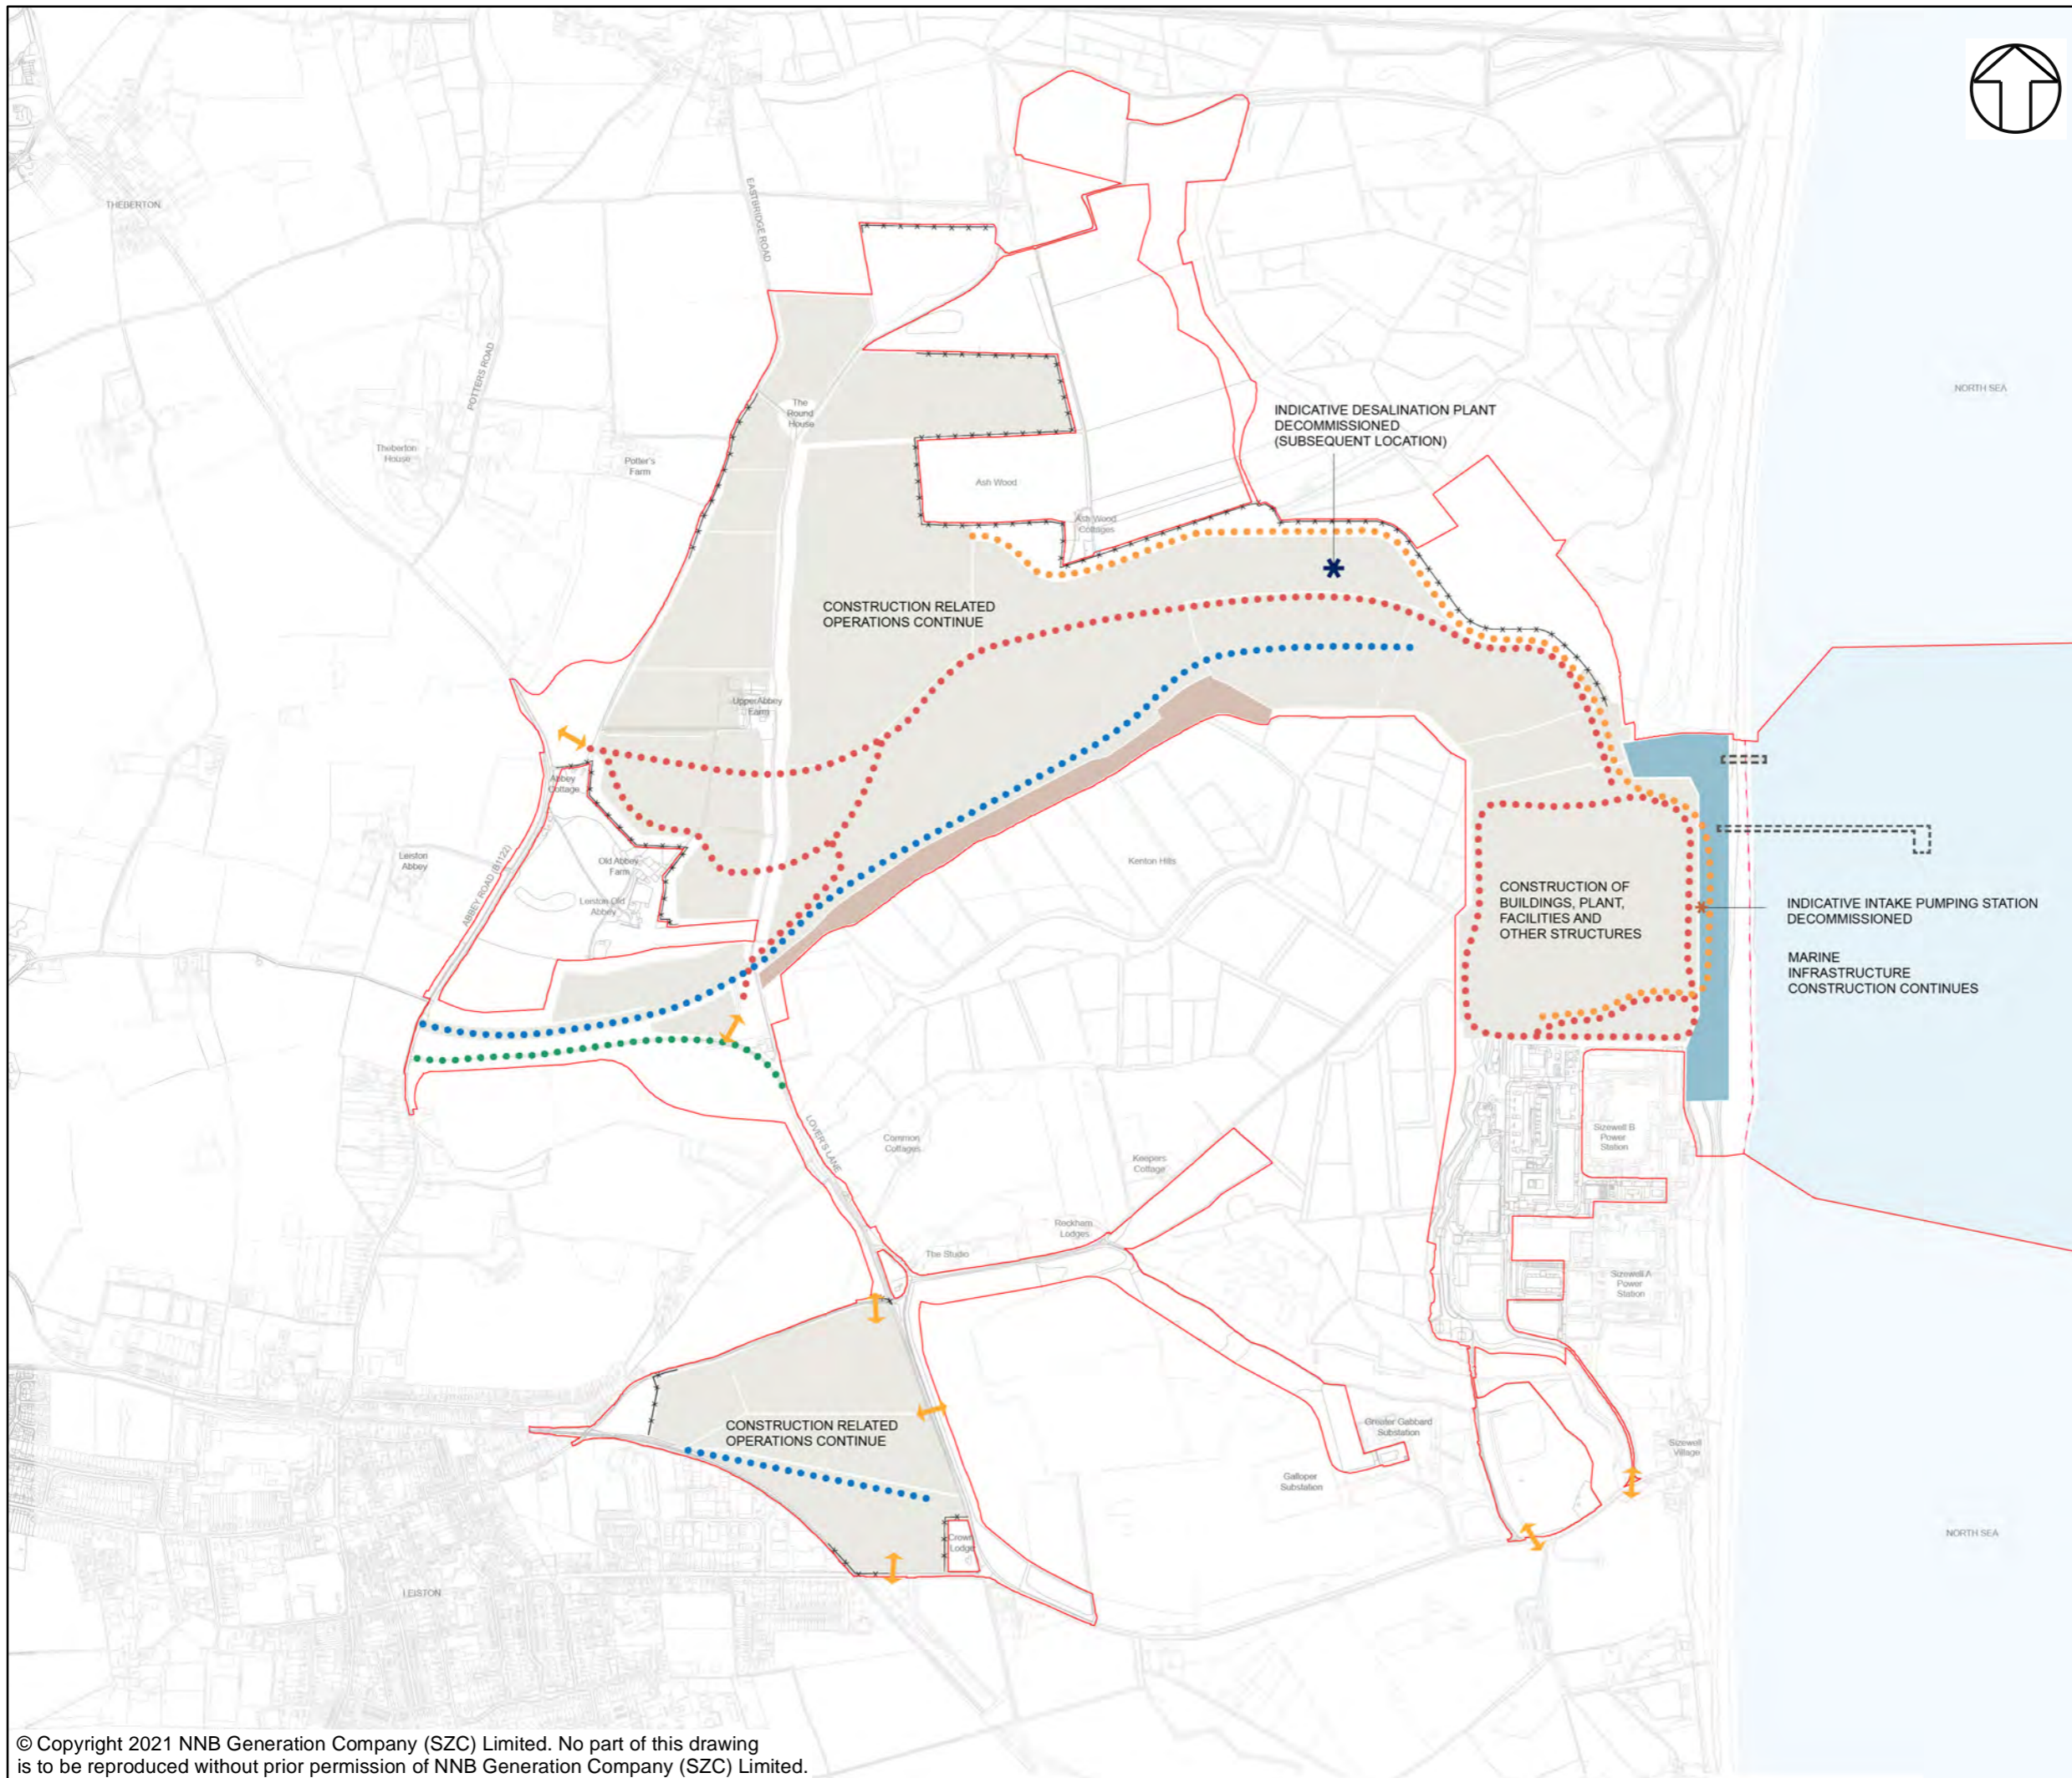 THEBERTON
EASTBRIDGE ROAD
POTTERS ROAD
NORTH SEA
The
Round
House
INDICATIVE DESALINATION PLANT
DECOMMISSIONED
(SUBSEQUENT LOCATION)
Theberton
House
Potter's
Farm
Ash Wood
Ash Wood
Cottages
CONSTRUCTION RELATED
OPERATIONS CONTINUE
Upper Abbey
Farm
Abbey
Cottage
Leiston
Abbey
ABBEY ROAD (B1122)
Old Abbey
Farm
Leiston Old
Abbey
Kenton Hills
CONSTRUCTION OF
BUILDINGS, PLANT,
FACILITIES AND
OTHER STRUCTURES
INDICATIVE INTAKE PUMPING STATION
DECOMMISSIONED
MARINE
INFRASTRUCTURE
CONSTRUCTION CONTINUES
LOVER'S LANE
Common
Cottages
Keepers
Cottage
Sizewell B
Power
Station
Reckham
Lodges
The Studio
Sizewell A
Power
Station
CONSTRUCTION RELATED
OPERATIONS CONTINUE
Greater Gabbard
Substation
Galloper
Substation
Sizewell
Village
Crown
Lodge
NORTH SEA
LEISTON
© Copyright 2021 NNB Generation Company (SZC) Limited. No part of this drawing
is to be reproduced without prior permission of NNB Generation Company (SZC) Limited.